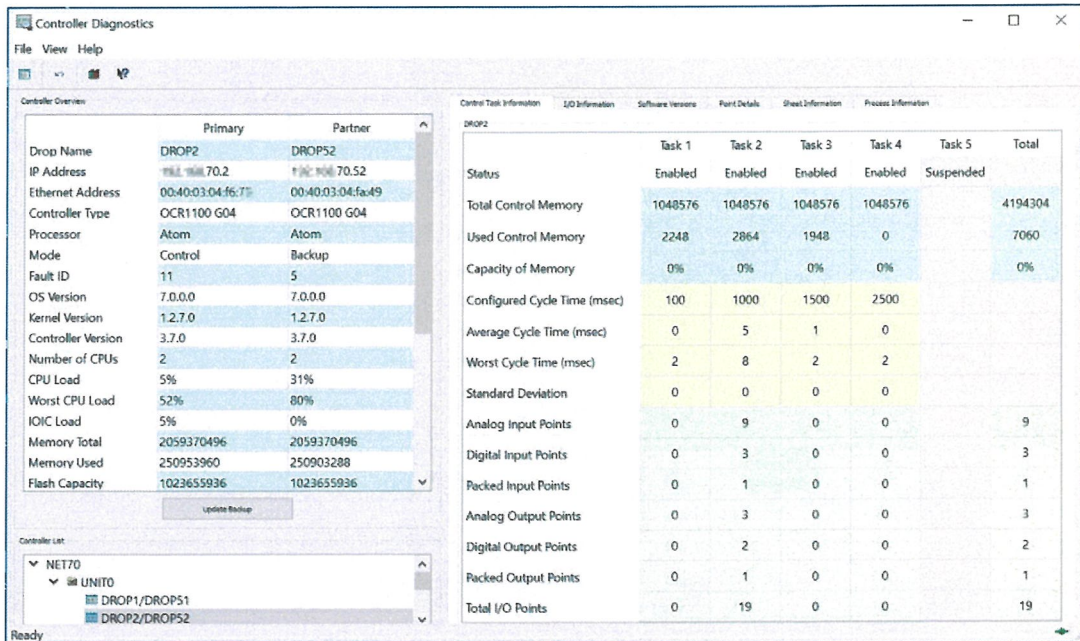 Controller Diagnostics
File View Help
Controller Overview
Primary Partner
Drop Name DROP2 DROP52
IP Address 70.2 70.52
Ethernet Address 00:40:03:04:f6: 00:40:03:04:fa:49
Controller Type OCR1100 G04 OCR1100 G04
Processor Atom Atom
Mode Control Backup
Fault ID 11 5
OS Version 7.0.0.0 7.0.0.0
Kernel Version 1.2.7.0 1.2.7.0
Controller Version 3.7.0 3.7.0
Number of CPUs 2 2
CPU Load 5% 31%
Worst CPU Load 52% 80%
IOIC Load 5% 0%
Memory Total 2059370496 2059370496
Memory Used 250953960 250903288
Flash Capacity 1023655936 1023655936
Update Backup
Controller List
NET70
UNIT0
DROP1/DROP51
DROP2/DROP52
Ready
Control Task Information I/O Information Software Versions Point Details Sheet Information Process Information
DROP2
Task 1 Task 2 Task 3 Task 4 Task 5 Total
Status Enabled Enabled Enabled Enabled Suspended
Total Control Memory 1048576 1048576 1048576 1048576 4194304
Used Control Memory 2248 2864 1948 0 7060
Capacity of Memory 0% 0% 0% 0% 0%
Configured Cycle Time (msec) 100 1000 1500 2500
Average Cycle Time (msec) 0 5 1 0
Worst Cycle Time (msec) 2 8 2 2
Standard Deviation 0 0 0 0
Analog Input Points 0 9 0 0 9
Digital Input Points 0 3 0 0 3
Packed Input Points 0 1 0 0 1
Analog Output Points 0 3 0 0 3
Digital Output Points 0 2 0 0 2
Packed Output Points 0 1 0 0 1
Total I/O Points 0 19 0 0 19